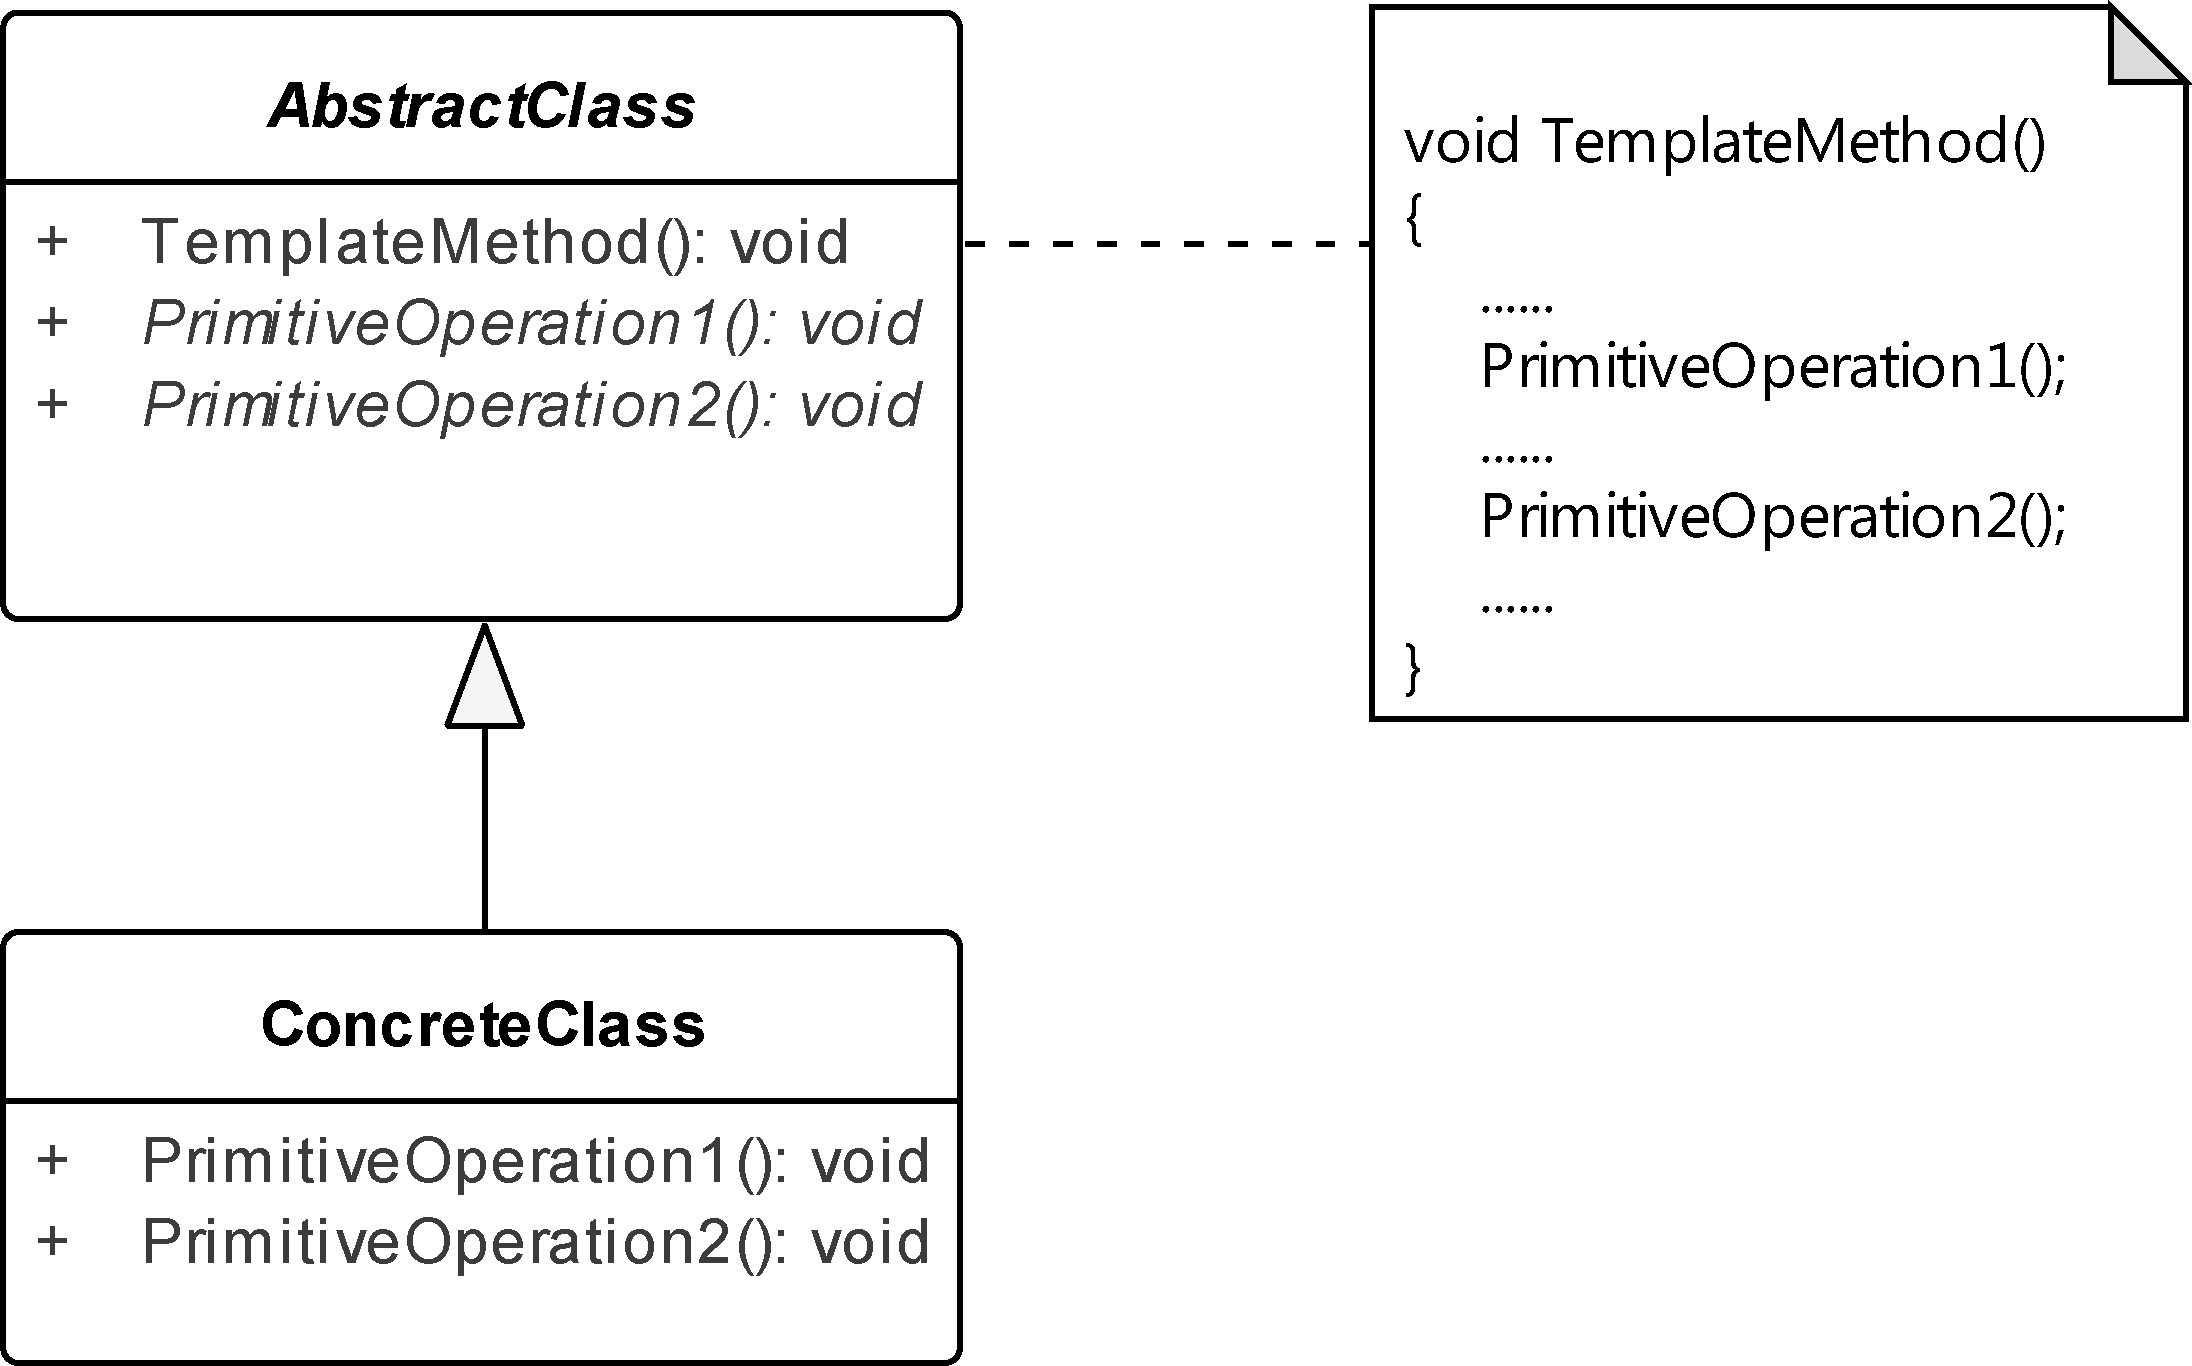 AbstractClass
+ TemplateMethod(): void
+ PrimitiveOperation1(): void
+ PrimitiveOperation2(): void
void TemplateMethod()
{
......
PrimitiveOperation1();
......
PrimitiveOperation2();
......
}
ConcreteClass
+ PrimitiveOperation1(): void
+ PrimitiveOperation2(): void